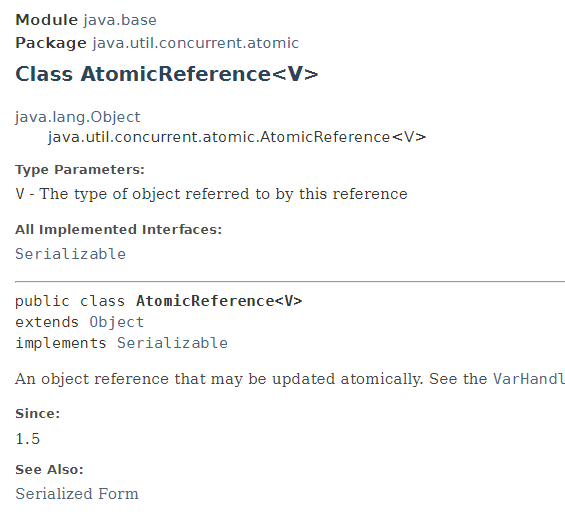 Module java.base
Package java.util.concurrent.atomic
Class AtomicReference<V>
java.lang.Object
java.util.concurrent.atomic.AtomicReference<V>
Type Parameters:
V - The type of object referred to by this reference
All Implemented Interfaces:
Serializable
public class AtomicReference<V>
extends Object
implements Serializable
An object reference that may be updated atomically. See the VarHandl
Since:
1.5
See Also:
Serialized Form